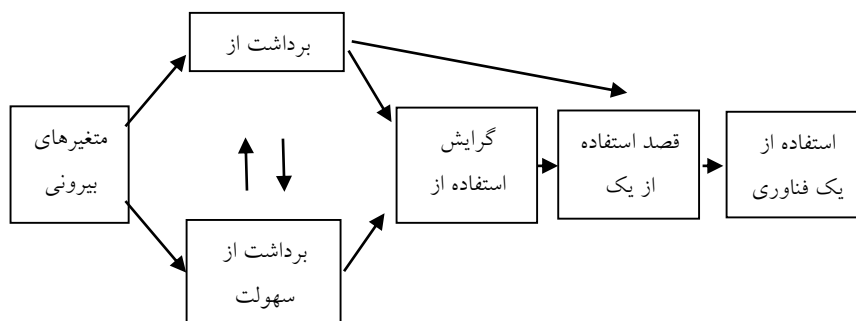 برداشت از
متغیرهای
بیرونی
برداشت از
سهولت
گرایش
استفاده از
قصد استفاده
از یک
استفاده از
یک فناوری